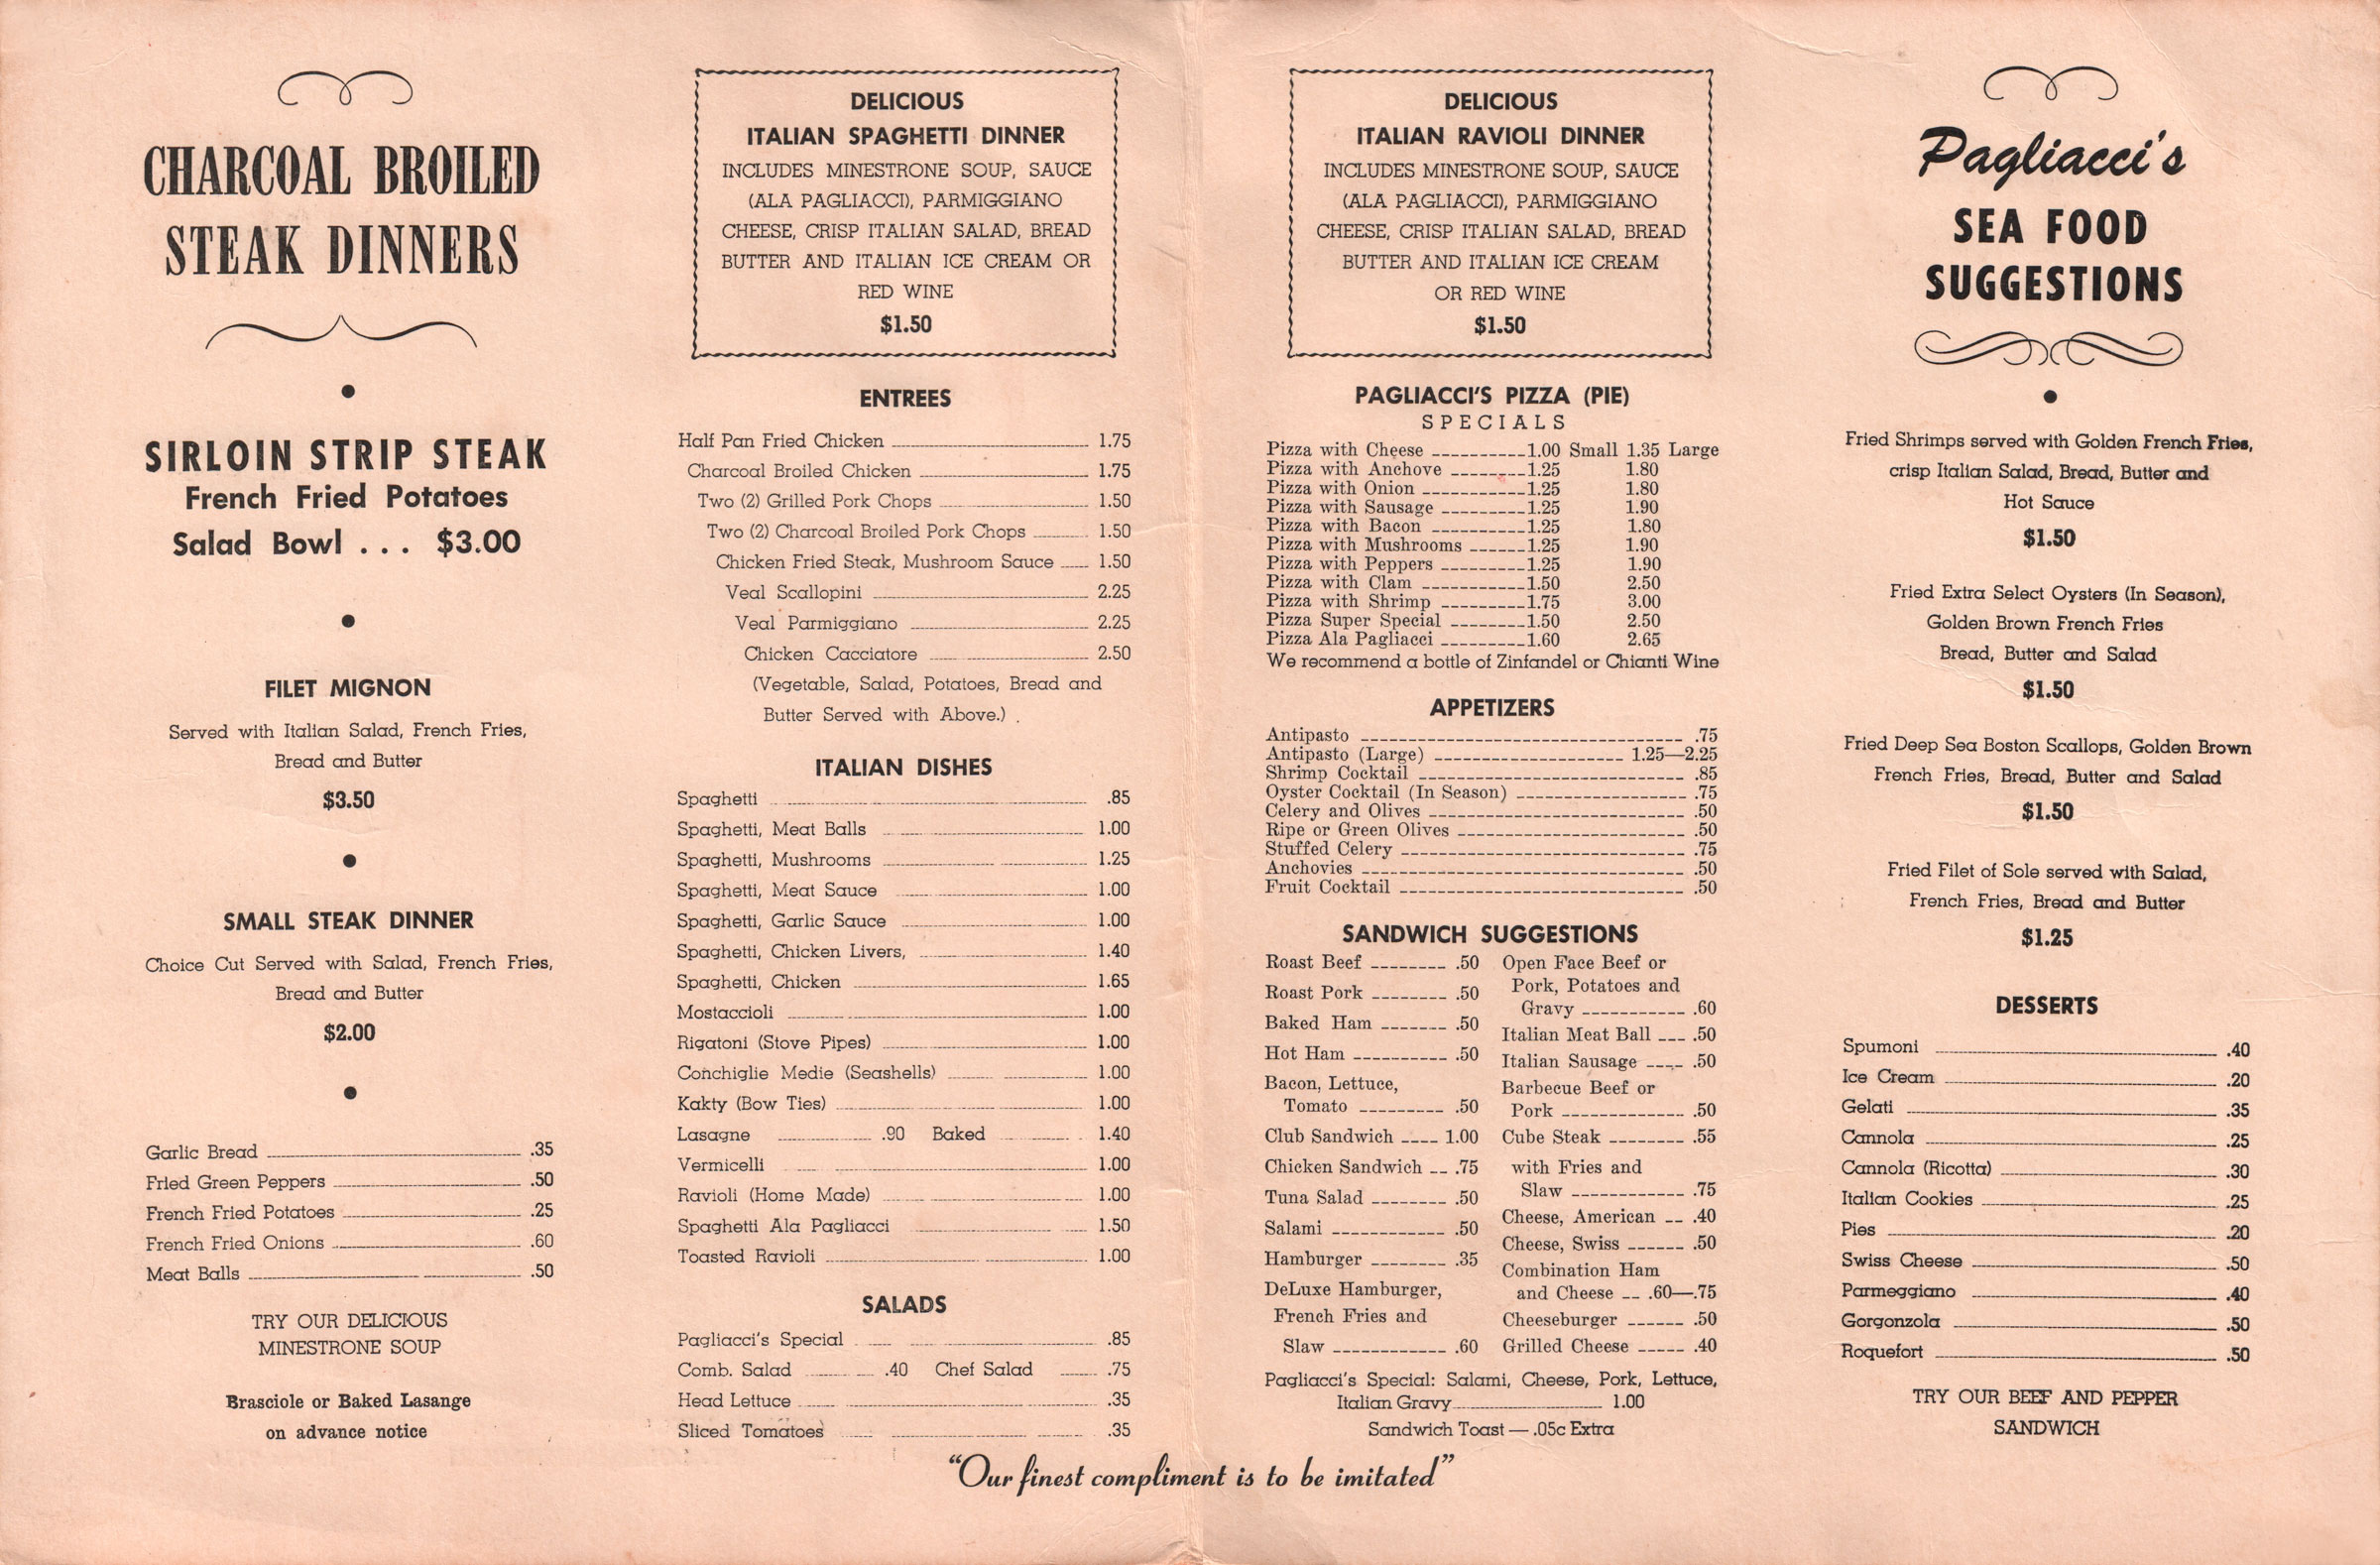 CHARCOAL BROILED
STEAK DINNERS
SIRLOIN STRIP STEAK
French Fried Potatoes
Salad Bowl . . . $3.00
FILET MIGNON
Served with Italian Salad, French Fries,
Bread and Butter
$3.50
SMALL STEAK DINNER
Choice Cut Served with Salad, French Fries,
Bread and Butter
$2.00
Garlic Bread .35
Fried Green Peppers .50
French Fried Potatoes .25
French Fried Onions .60
Meat Balls .50
TRY OUR DELICIOUS
MINESTRONE SOUP
Brasciole or Baked Lasange
on advance notice
DELICIOUS
ITALIAN SPAGHETTI DINNER
INCLUDES MINESTRONE SOUP, SAUCE
(ALA PAGLIACCI), PARMIGGIANO
CHEESE, CRISP ITALIAN SALAD, BREAD
BUTTER AND ITALIAN ICE CREAM OR
RED WINE
$1.50
ENTREES
Half Pan Fried Chicken 1.75
Charcoal Broiled Chicken 1.75
Two (2) Grilled Pork Chops 1.50
Two (2) Charcoal Broiled Pork Chops 1.50
Chicken Fried Steak, Mushroom Sauce 1.50
Veal Scallopini 2.25
Veal Parmiggiano 2.25
Chicken Cacciatore 2.50
(Vegetable, Salad, Potatoes, Bread and
Butter Served with Above.)
ITALIAN DISHES
Spaghetti .85
Spaghetti, Meat Balls 1.00
Spaghetti, Mushrooms 1.25
Spaghetti, Meat Sauce 1.00
Spaghetti, Garlic Sauce 1.00
Spaghetti, Chicken Livers, 1.40
Spaghetti, Chicken 1.65
Mostaccioli 1.00
Rigatoni (Stove Pipes) 1.00
Conchiglie Medie (Seashells) 1.00
Kakty (Bow Ties) 1.00
Lasagne .90 Baked 1.40
Vermicelli 1.00
Ravioli (Home Made) 1.00
Spaghetti Ala Pagliacci 1.50
Toasted Ravioli 1.00
SALADS
Pagliacci's Special .85
Comb. Salad .40 Chef Salad .75
Head Lettuce .35
Sliced Tomatoes .35
DELICIOUS
ITALIAN RAVIOLI DINNER
INCLUDES MINESTRONE SOUP, SAUCE
(ALA PAGLIACCI), PARMIGGIANO
CHEESE, CRISP ITALIAN SALAD, BREAD
BUTTER AND ITALIAN ICE CREAM
OR RED WINE
$1.50
PAGLIACCI'S PIZZA (PIE)
SPECIALS
Pizza with Cheese 1.00 Small 1.35 Large
Pizza with Anchove 1.25 1.80
Pizza with Onion 1.25 1.80
Pizza with Sausage 1.25 1.90
Pizza with Bacon 1.25 1.80
Pizza with Mushrooms 1.25 1.90
Pizza with Peppers 1.25 1.90
Pizza with Clam 1.50 2.50
Pizza with Shrimp 1.75 3.00
Pizza Super Special 1.50 2.50
Pizza Ala Pagliacci 1.60 2.65
We recommend a bottle of Zinfandel or Chianti Wine
APPETIZERS
Antipasto .75
Antipasto (Large) 1.25—2.25
Shrimp Cocktail .85
Oyster Cocktail (In Season) .75
Celery and Olives .50
Ripe or Green Olives .50
Stuffed Celery .75
Anchovies .50
Fruit Cocktail .50
SANDWICH SUGGESTIONS
Roast Beef .50
Roast Pork .50
Baked Ham .50
Hot Ham .50
Bacon, Lettuce,
Tomato .50
Club Sandwich 1.00
Chicken Sandwich .75
Tuna Salad .50
Salami .50
Hamburger .35
DeLuxe Hamburger,
French Fries and
Slaw .60
Open Face Beef or
Pork, Potatoes and
Gravy .60
Italian Meat Ball .50
Italian Sausage .50
Barbecue Beef or
Pork .50
Cube Steak .55
with Fries and
Slaw .75
Cheese, American .40
Cheese, Swiss .50
Combination Ham
and Cheese .60—.75
Cheeseburger .50
Grilled Cheese .40
Pagliacci's Special: Salami, Cheese, Pork, Lettuce,
Italian Gravy 1.00
Sandwich Toast — .05c Extra
Pagliacci's
SEA FOOD
SUGGESTIONS
Fried Shrimps served with Golden French Fries,
crisp Italian Salad, Bread, Butter and
Hot Sauce
$1.50
Fried Extra Select Oysters (In Season),
Golden Brown French Fries
Bread, Butter and Salad
$1.50
Fried Deep Sea Boston Scallops, Golden Brown
French Fries, Bread, Butter and Salad
$1.50
Fried Filet of Sole served with Salad,
French Fries, Bread and Butter
$1.25
DESSERTS
Spumoni .40
Ice Cream .20
Gelati .35
Cannola .25
Cannola (Ricotta) .30
Italian Cookies .25
Pies .20
Swiss Cheese .50
Parmeggiano .40
Gorgonzola .50
Roquefort .50
TRY OUR BEEF AND PEPPER
SANDWICH
"Our finest compliment is to be imitated"